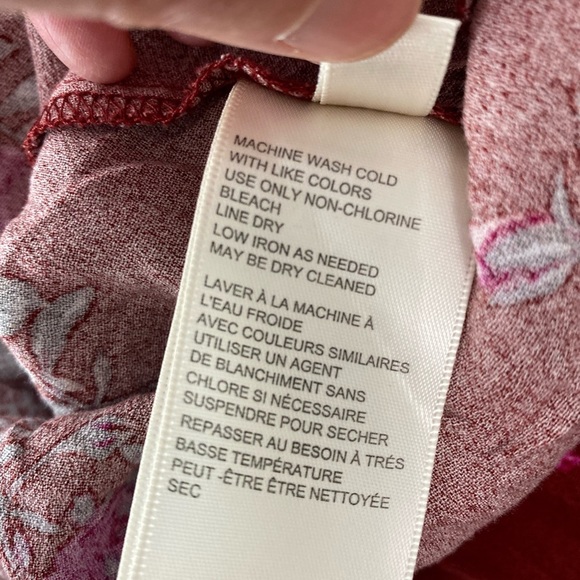 MACHINE WASH COLD
WITH LIKE COLORS
USE ONLY NON-CHLORINE
BLEACH
LINE DRY
LOW IRON AS NEEDED
MAY BE DRY CLEANED
LAVER À LA MACHINE À
L'EAU FROIDE
AVEC COULEURS SIMILAIRES
UTILISER UN AGENT
DE BLANCHIMENT SANS
CHLORE SI NÉCESSAIRE
SUSPENDRE POUR SECHER
REPASSER AU BESOIN À TRÉS
BASSE TEMPÉRATURE
PEUT -ÊTRE ÊTRE NETTOYÉE
SEC